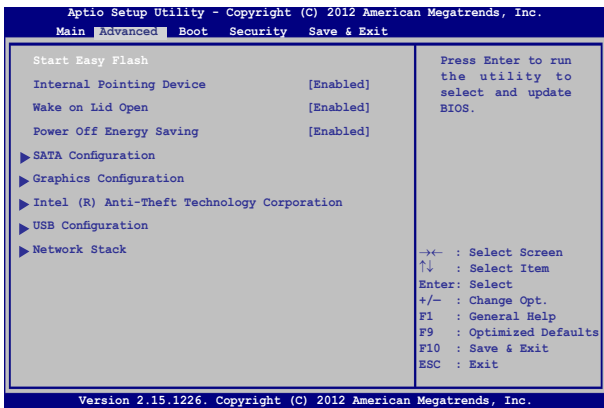 Aptio Setup Utility - Copyright (C) 2012 American Megatrends, Inc.
Main Advanced Boot Security Save & Exit
Start Easy Flash
Internal Pointing Device [Enabled]
Wake on Lid Open [Enabled]
Power Off Energy Saving [Enabled]
SATA Configuration
Graphics Configuration
Intel (R) Anti-Theft Technology Corporation
USB Configuration
Network Stack
Press Enter to run
the utility to
select and update
BIOS.
→← : Select Screen
↑↓ : Select Item
Enter: Select
+/— : Change Opt.
F1 : General Help
F9 : Optimized Defaults
F10 : Save & Exit
ESC : Exit
Version 2.15.1226. Copyright (C) 2012 American Megatrends, Inc.